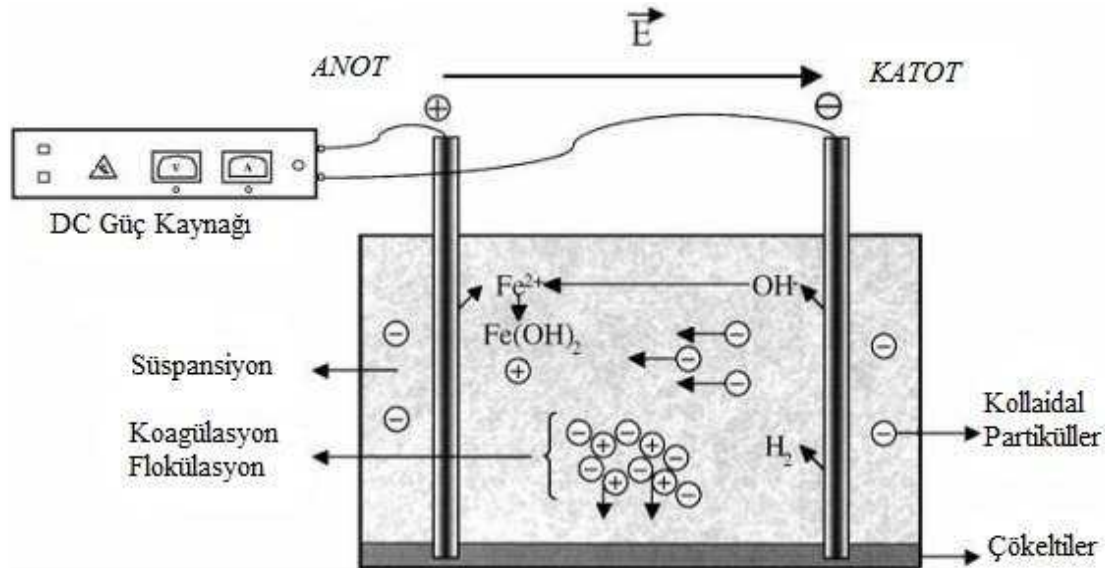 E
ANOT
KATOT
+
−
V
A
DC Güç Kaynağı
Fe2+
OH-
Fe(OH)2
Süspansiyon
Koagülasyon
Flokülasyon
H2
Kollaidal
Partiküller
Çökeltiler